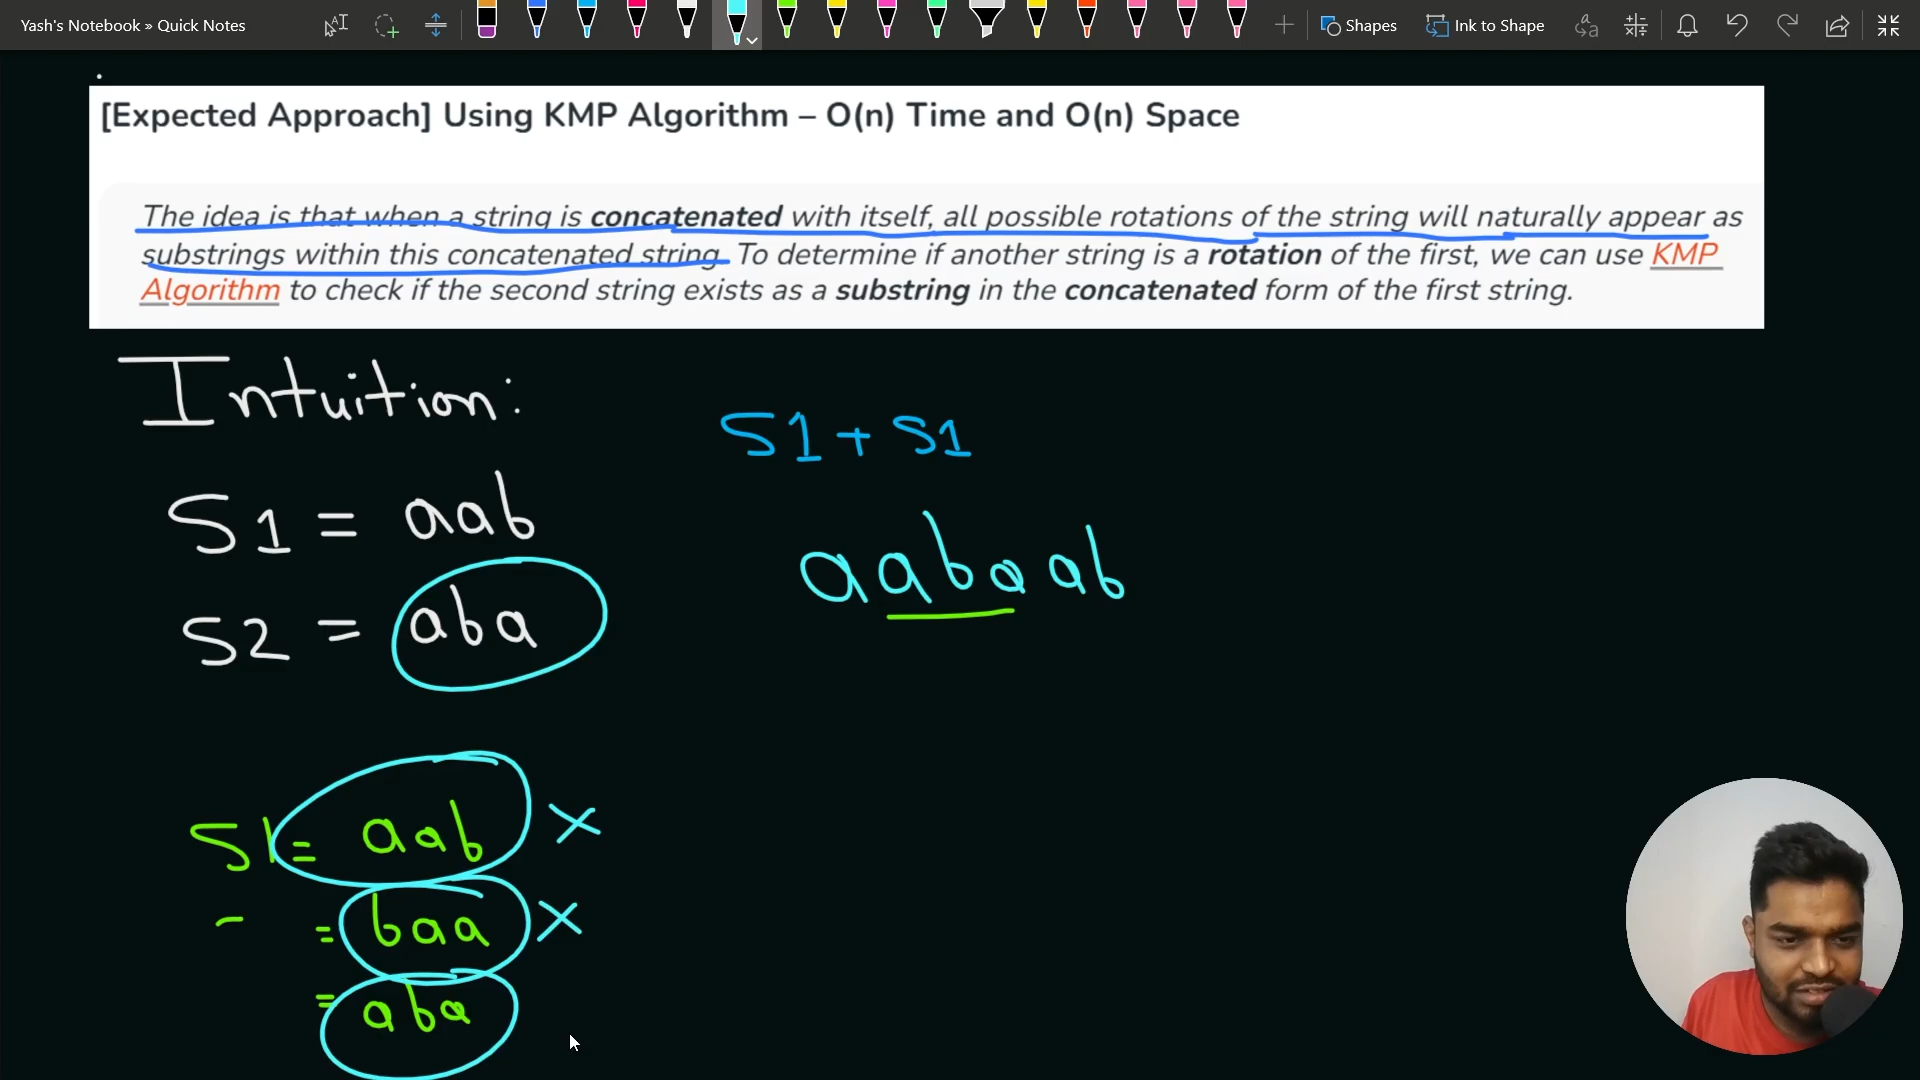 Yash's Notebook » Quick Notes
Shapes
Ink to Shape
[Expected Approach] Using KMP Algorithm – O(n) Time and O(n) Space
The idea is that when a string is concatenated with itself, all possible rotations of the string will naturally appear as
substrings within this concatenated string. To determine if another string is a rotation of the first, we can use KMP
Algorithm to check if the second string exists as a substring in the concatenated form of the first string.
Intuition:
S1 + S1
S1 = aab
aabaab
S2 = aba
S1 = aab ×
= baa ×
= aba